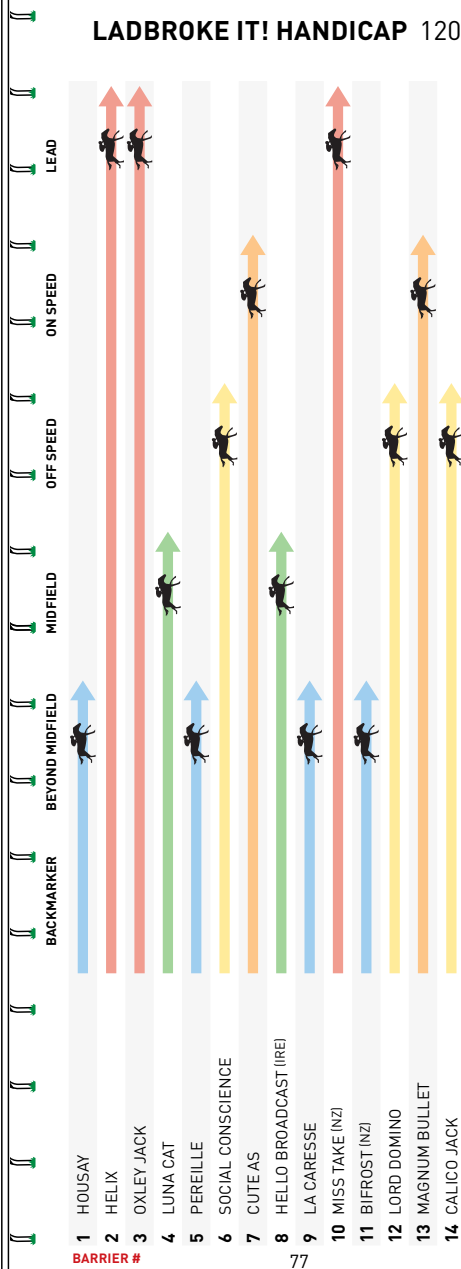 LADBROKE IT! HANDICAP 120
LEAD
ON SPEED
OFF SPEED
MIDFIELD
BEYOND MIDFIELD
BACKMARKER
1 HOUSAY
2 HELIX
3 OXLEY JACK
4 LUNA CAT
5 PEREILLE
6 SOCIAL CONSCIENCE
7 CUTE AS
8 HELLO BROADCAST (IRE)
9 LA CARESSE
10 MISS TAKE (NZ)
11 BIFROST (NZ)
12 LORD DOMINO
13 MAGNUM BULLET
14 CALICO JACK
BARRIER #
77